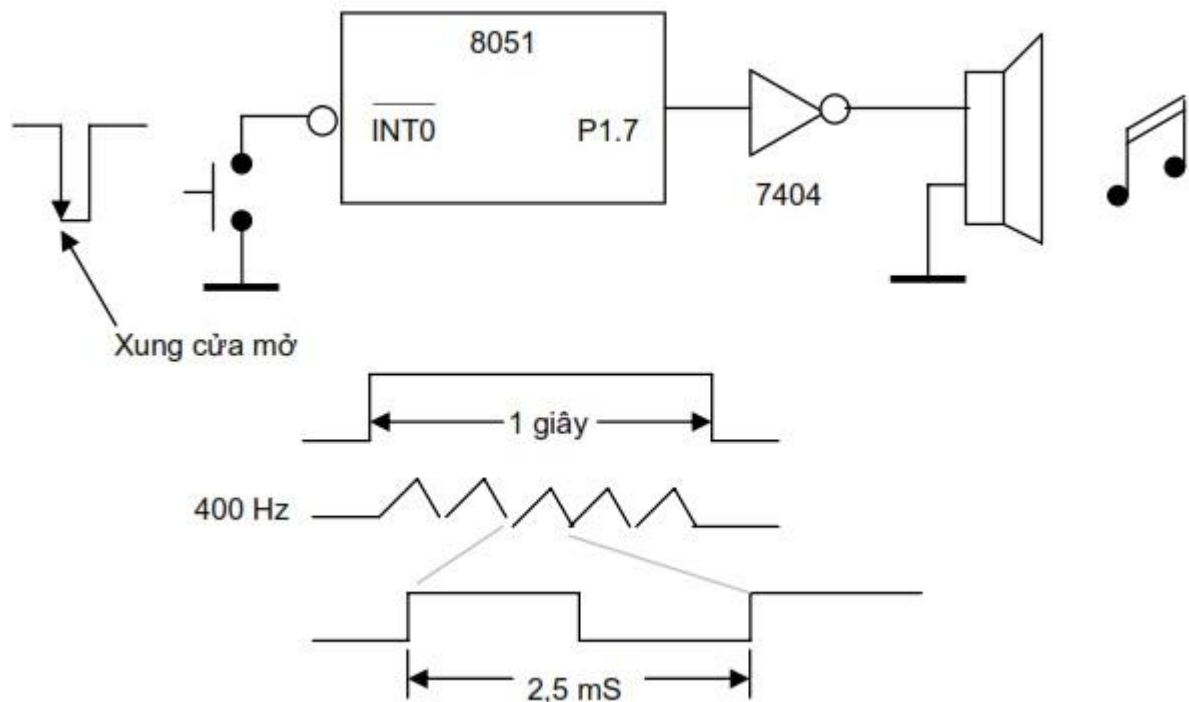 8051
INT0
P1.7
7404
Xung cửa mở
1 giây
400 Hz
2,5 mS